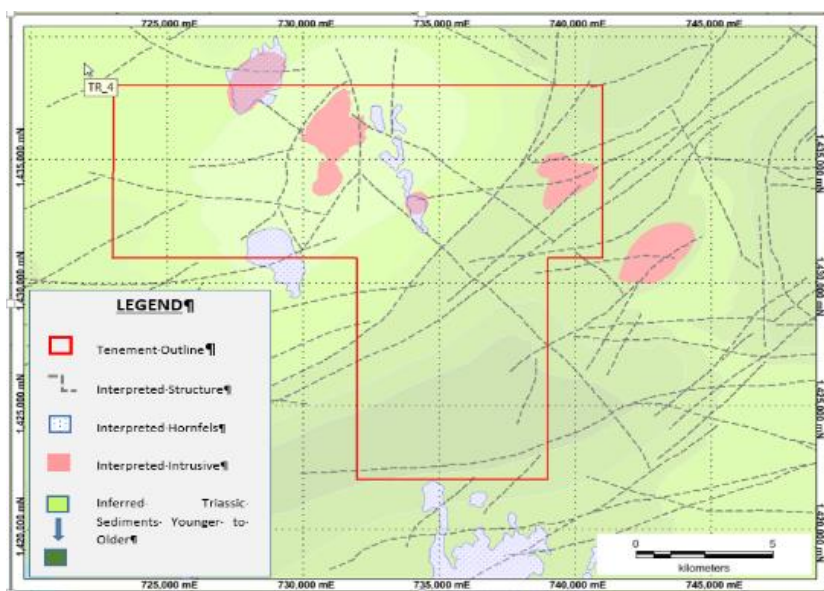 725,000 mE 730,000 mE 735,000 mE 740,000 mE 745,000 mE
TR_4
1,435,000 mN 1,435,000 mN
1,430,000 mN 1,430,000 mN
LEGEND¶
Tenement·Outline¶
Interpreted·Structure¶
Interpreted·Hornfels¶
Interpreted·Intrusive¶
Inferred Triassic·
Sediments· Younger· to·
Older¶
1,425,000 mN 1,425,000 mN
1,420,000 mN 1,420,000 mN
0 5
kilometers
725,000 mE 730,000 mE 735,000 mE 740,000 mE 745,000 mE